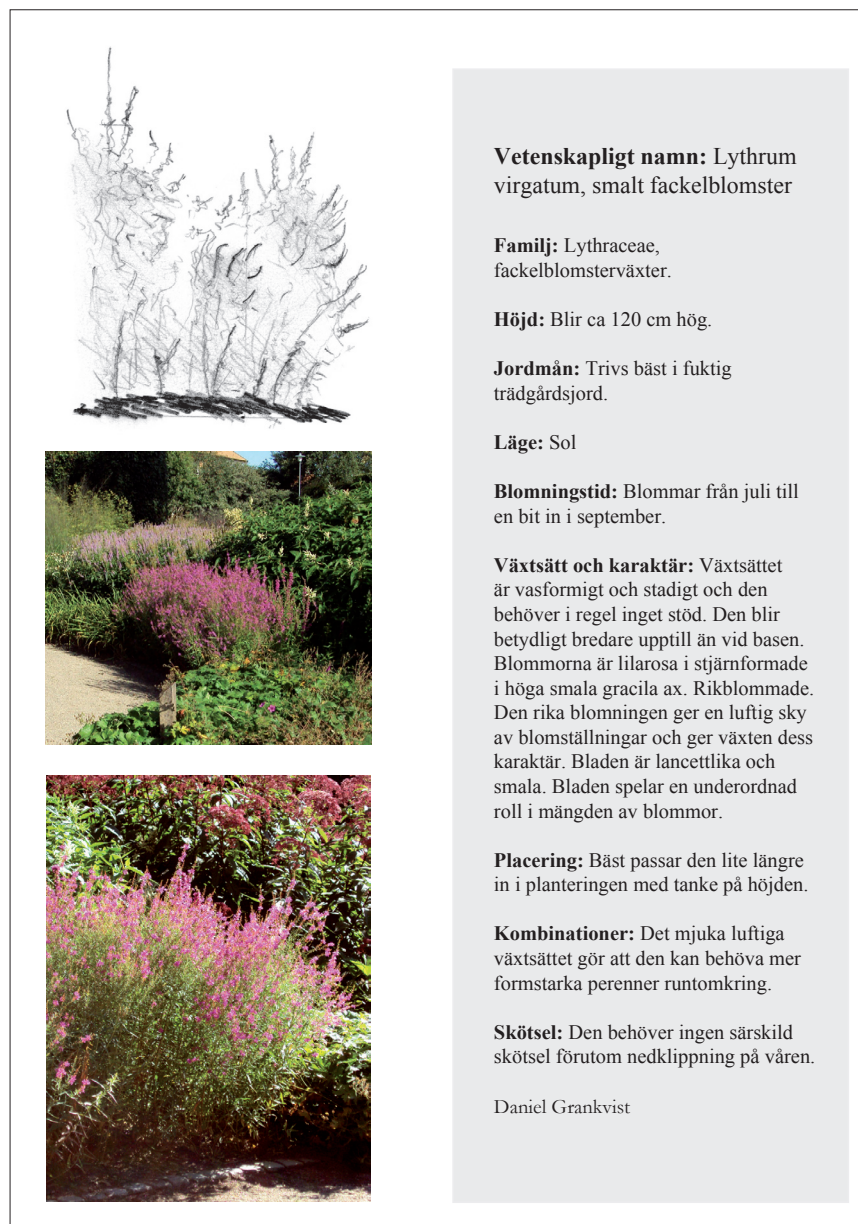 Vetenskapligt namn: Lythrum
virgatum, smalt fackelblomster
Familj: Lythraceae,
fackelblomsterväxter.
Höjd: Blir ca 120 cm hög.
Jordmån: Trivs bäst i fuktig
trädgårdsjord.
Läge: Sol
Blomningstid: Blommar från juli till
en bit in i september.
Växtsätt och karaktär: Växtsättet
är vasformigt och stadigt och den
behöver i regel inget stöd. Den blir
betydligt bredare upptill än vid basen.
Blommorna är lilarosa i stjärnformade
i höga smala gracila ax. Rikblommade.
Den rika blomningen ger en luftig sky
av blomställningar och ger växten dess
karaktär. Bladen är lancettlika och
smala. Bladen spelar en underordnad
roll i mängden av blommor.
Placering: Bäst passar den lite längre
in i planteringen med tanke på höjden.
Kombinationer: Det mjuka luftiga
växtsättet gör att den kan behöva mer
formstarka perenner runtomkring.
Skötsel: Den behöver ingen särskild
skötsel förutom nedklippning på våren.
Daniel Grankvist